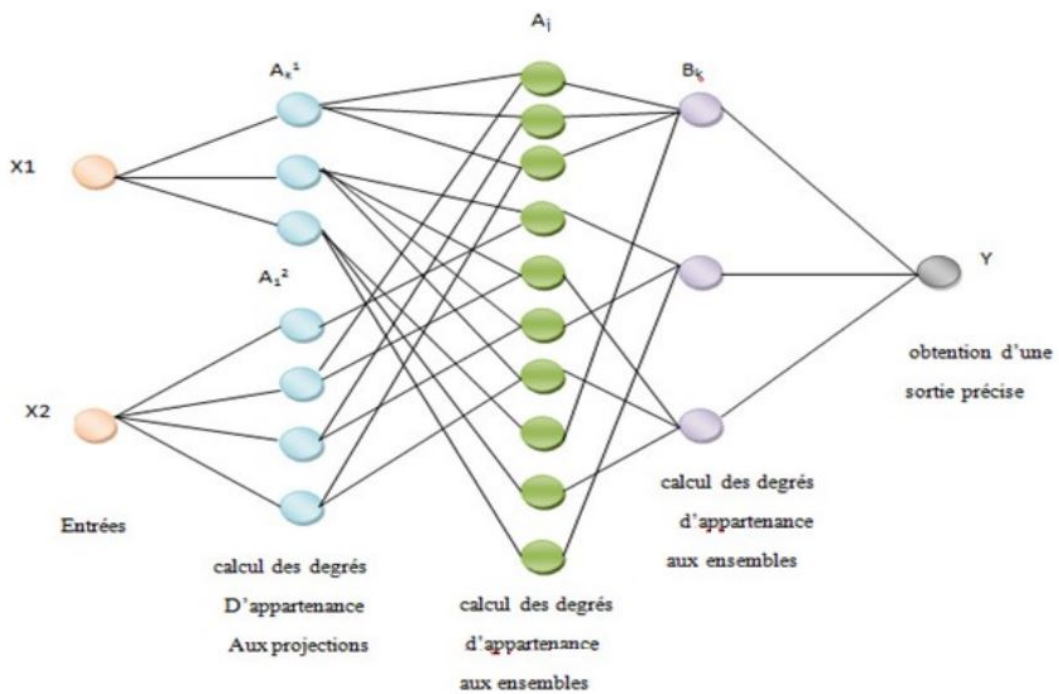 Aⱼ
Aₖ¹
Bₖ
X1
A₁²
Y
obtention d'une
sortie précise
X2
Entrées
calcul des degrés
d'appartenance
aux ensembles
calcul des degrés
D'appartenance
Aux projections
calcul des degrés
d'appartenance
aux ensembles